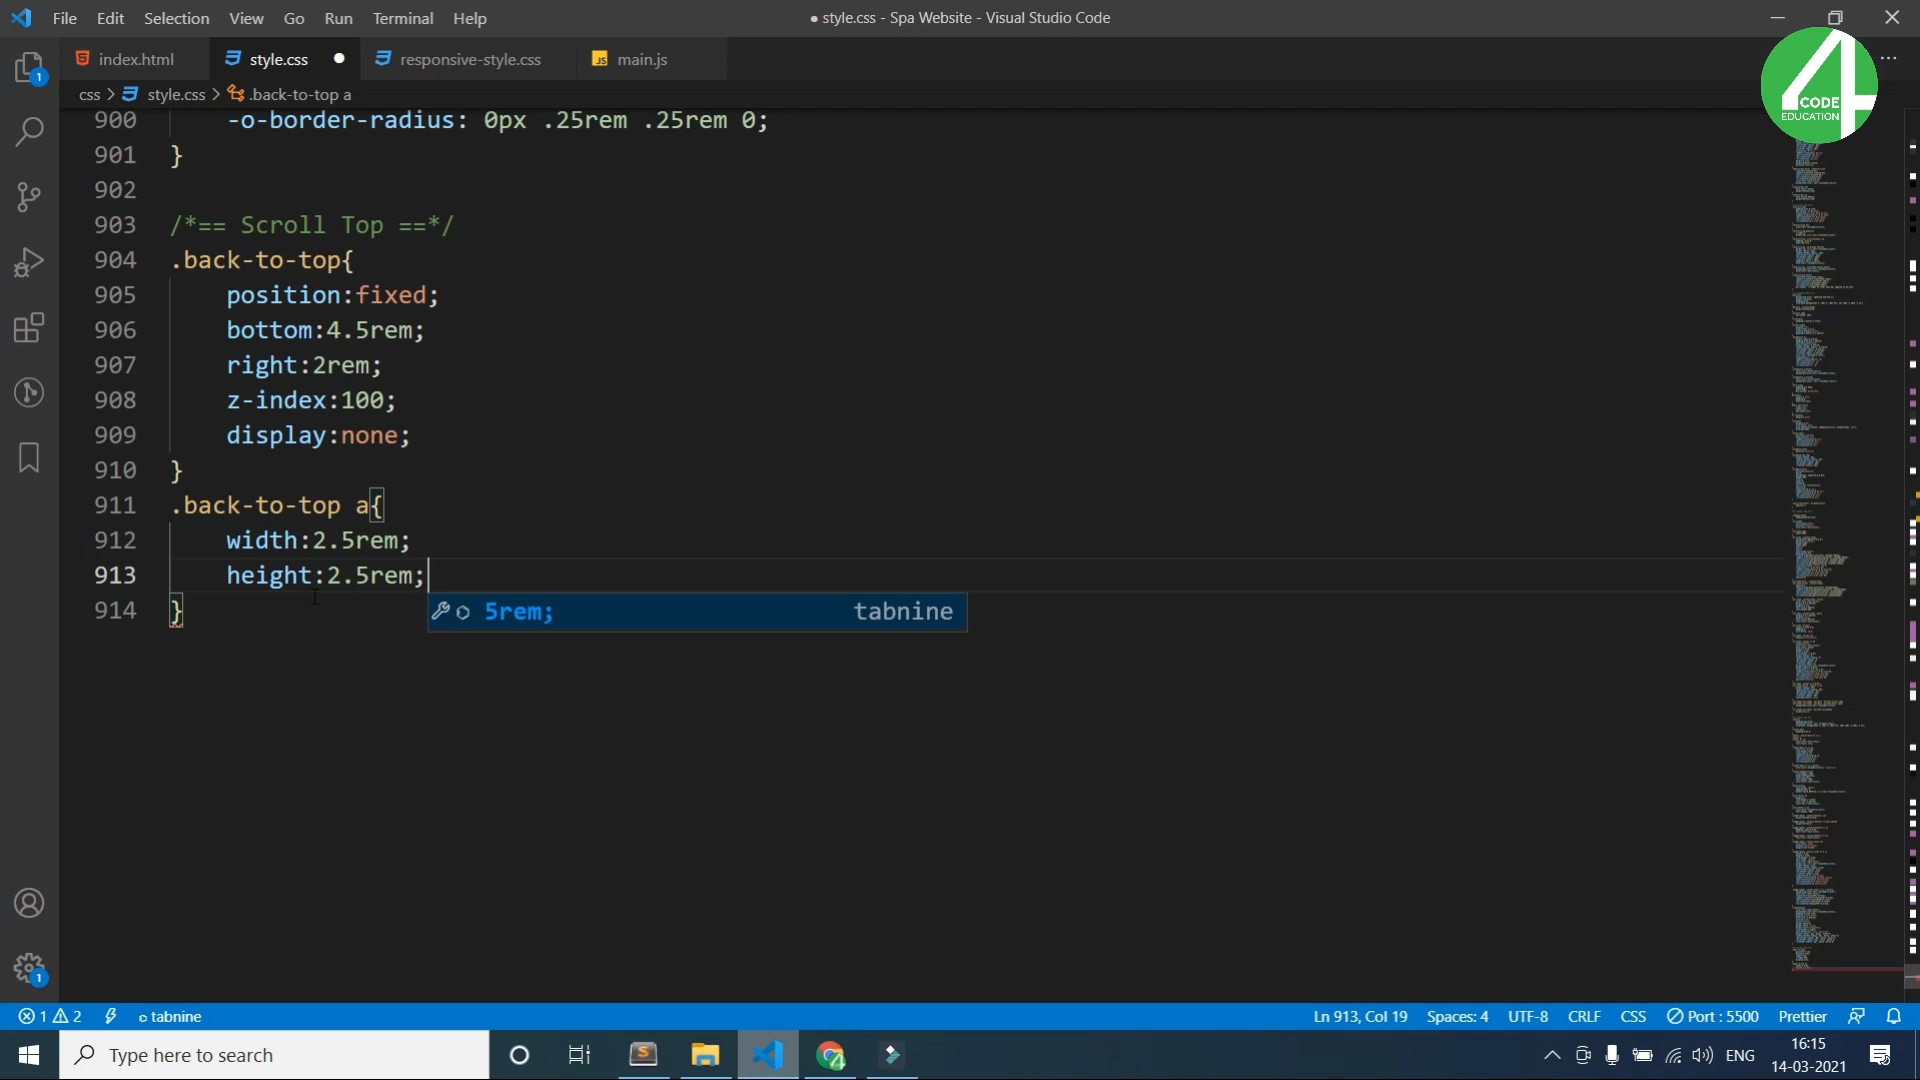 File Edit Selection View Go Run Terminal Help
● style.css - Spa Website - Visual Studio Code
index.html
style.css
responsive-style.css
JS main.js
css > style.css > .back-to-top a
4
CODE
EDUCATION
900 -o-border-radius: 0px .25rem .25rem 0;
901 }
902
903 /*== Scroll Top ==*/
904 .back-to-top{
905 position:fixed;
906 bottom:4.5rem;
907 right:2rem;
908 z-index:100;
909 display:none;
910 }
911 .back-to-top a{
912 width:2.5rem;
913 height:2.5rem;
5rem; tabnine
914 }
1
1
1 2 tabnine
Ln 913, Col 19 Spaces: 4 UTF-8 CRLF CSS Port : 5500 Prettier
Type here to search
ENG
16:15
14-03-2021